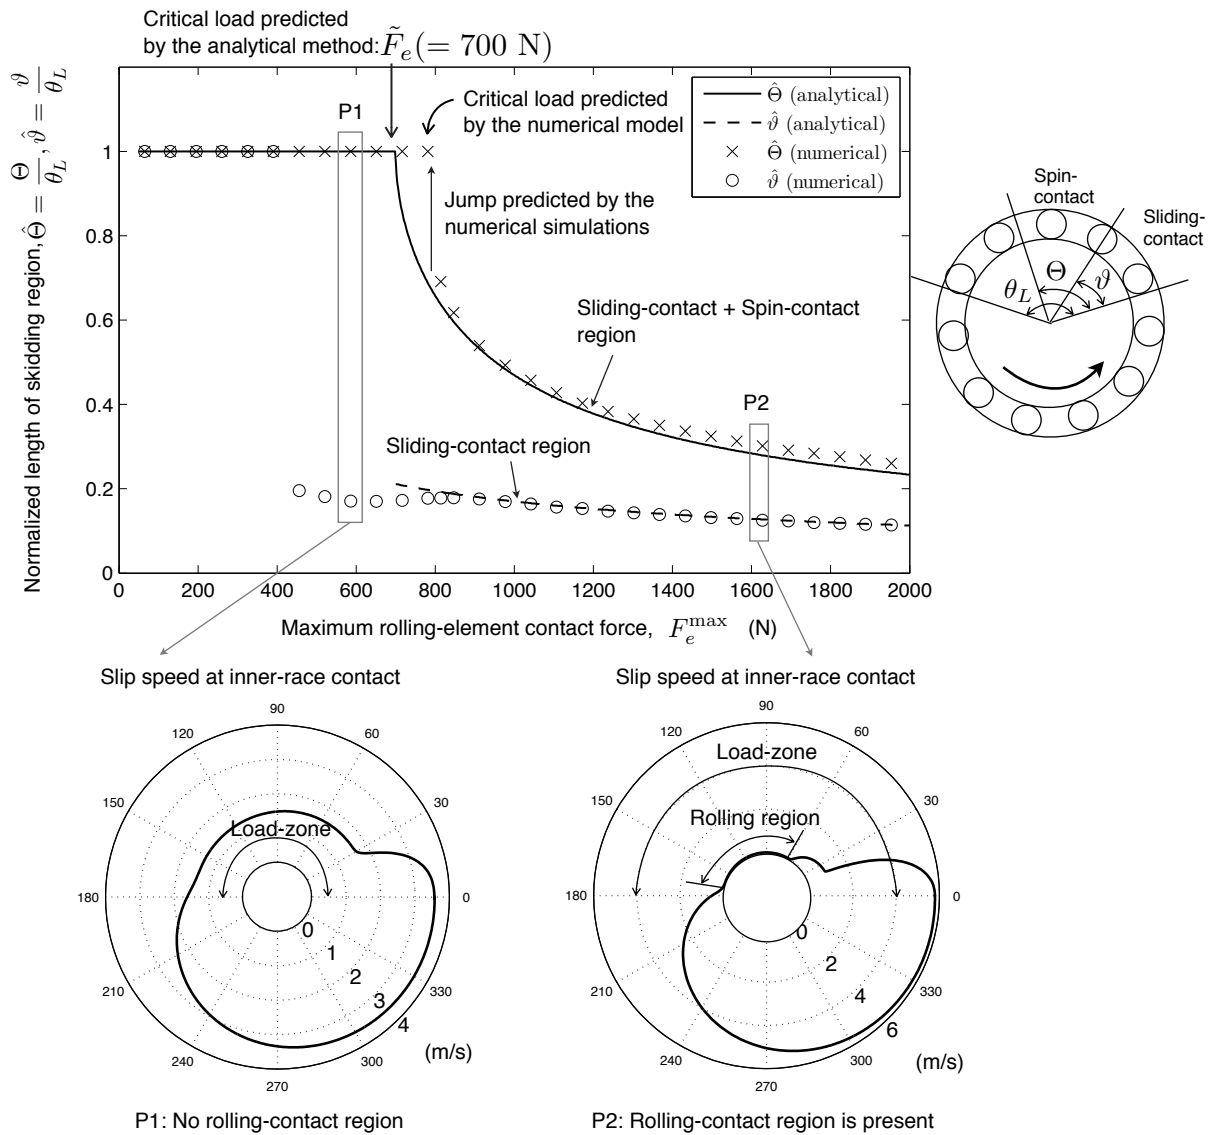 Critical load predicted
by the analytical method: F̃_e(= 700 N)
P1
Critical load predicted
by the numerical model
Θ̂ (analytical)
ϑ̂ (analytical)
Θ̂ (numerical)
ϑ̂ (numerical)
Jump predicted by the
numerical simulations
Sliding-contact + Spin-contact
region
P2
Sliding-contact region
Normalized length of skidding region, Θ̂ = Θ/θ_L, ϑ̂ = ϑ/θ_L
1
0.8
0.6
0.4
0.2
0
0 200 400 600 800 1000 1200 1400 1600 1800 2000
Maximum rolling-element contact force, F_e^max (N)
Spin-
contact
Sliding-
contact
θ_L Θ ϑ
Slip speed at inner-race contact
90
120 60
150 30
Load-zone
180 0
0
1
2
3
4
210 330
240 300
270
(m/s)
P1: No rolling-contact region
Slip speed at inner-race contact
90
120 60
Load-zone
150 30
Rolling region
180 0
0
2
4
6
210 330
240 300
270
(m/s)
P2: Rolling-contact region is present